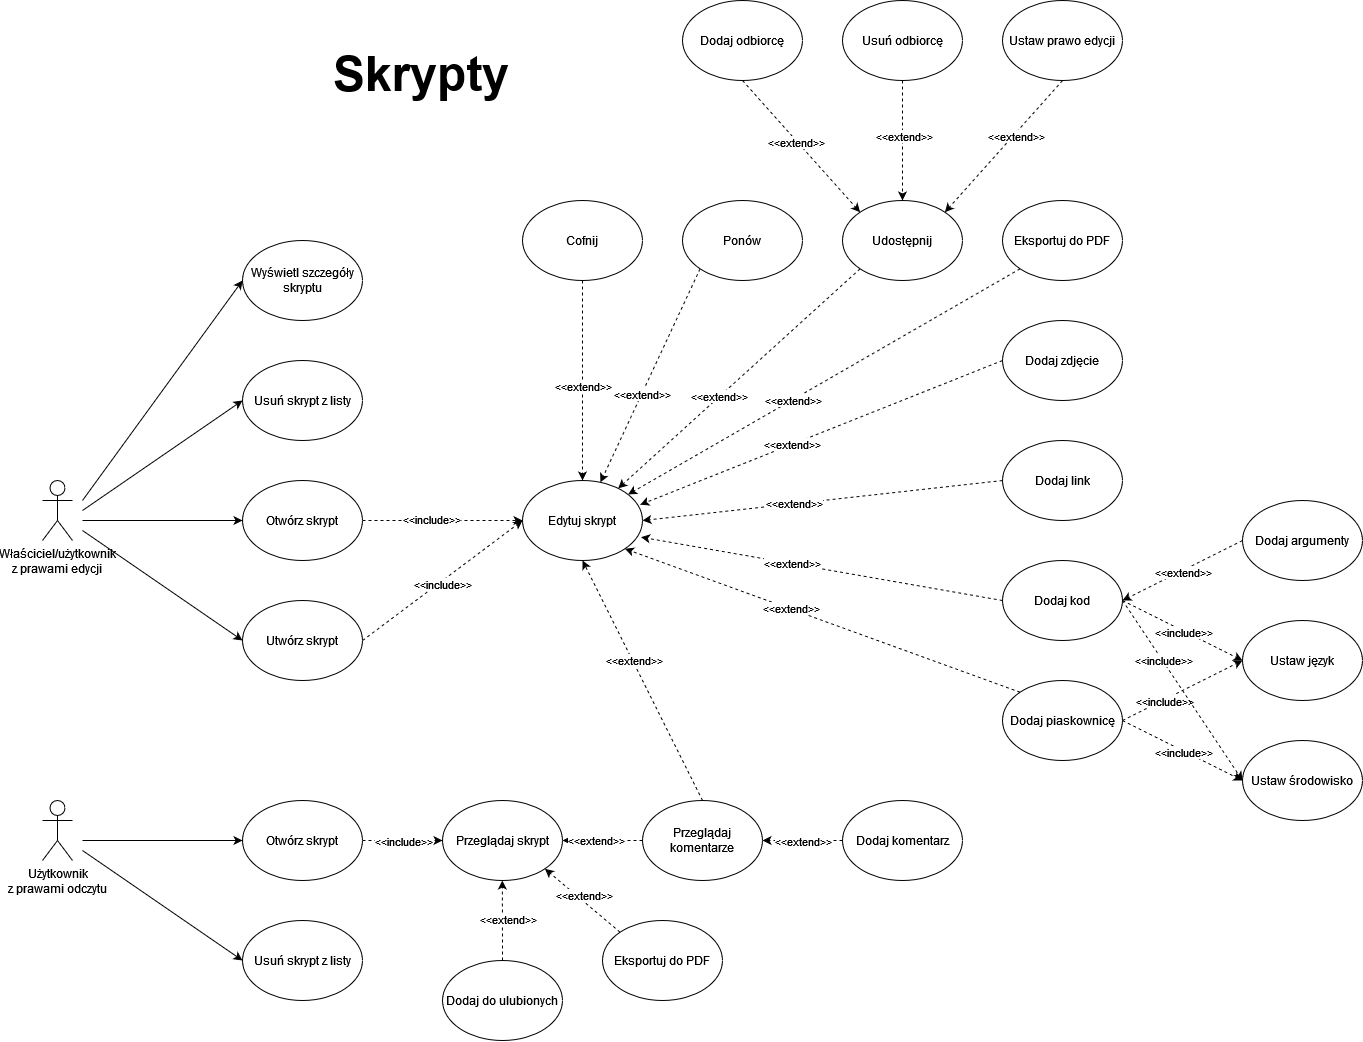 Dodaj odbiorcę
Usuń odbiorcę
Ustaw prawo edycji
Skrypty
<<extend>>
<<extend>>
<<extend>>
Cofnij
Ponów
Udostępnij
Eksportuj do PDF
Wyświetl szczegóły
skryptu
Dodaj zdjęcie
<<extend>>
<<extend>>
<<extend>>
<<extend>>
Usuń skrypt z listy
<<extend>>
Dodaj link
<<extend>>
Otwórz skrypt
<<include>>
Edytuj skrypt
Właściciel/użytkownik
z prawami edycji
Dodaj argumenty
<<extend>>
<<extend>>
<<include>>
Dodaj kod
<<extend>>
Utwórz skrypt
<<include>>
<<extend>>
<<include>>
Ustaw język
<<include>>
Dodaj piaskownicę
<<include>>
Ustaw środowisko
Otwórz skrypt
<<include>>
Przeglądaj skrypt
<<extend>>
Przeglądaj
komentarze
<<extend>>
Dodaj komentarz
Użytkownik
z prawami odczytu
<<extend>>
<<extend>>
Usuń skrypt z listy
Eksportuj do PDF
Dodaj do ulubionych